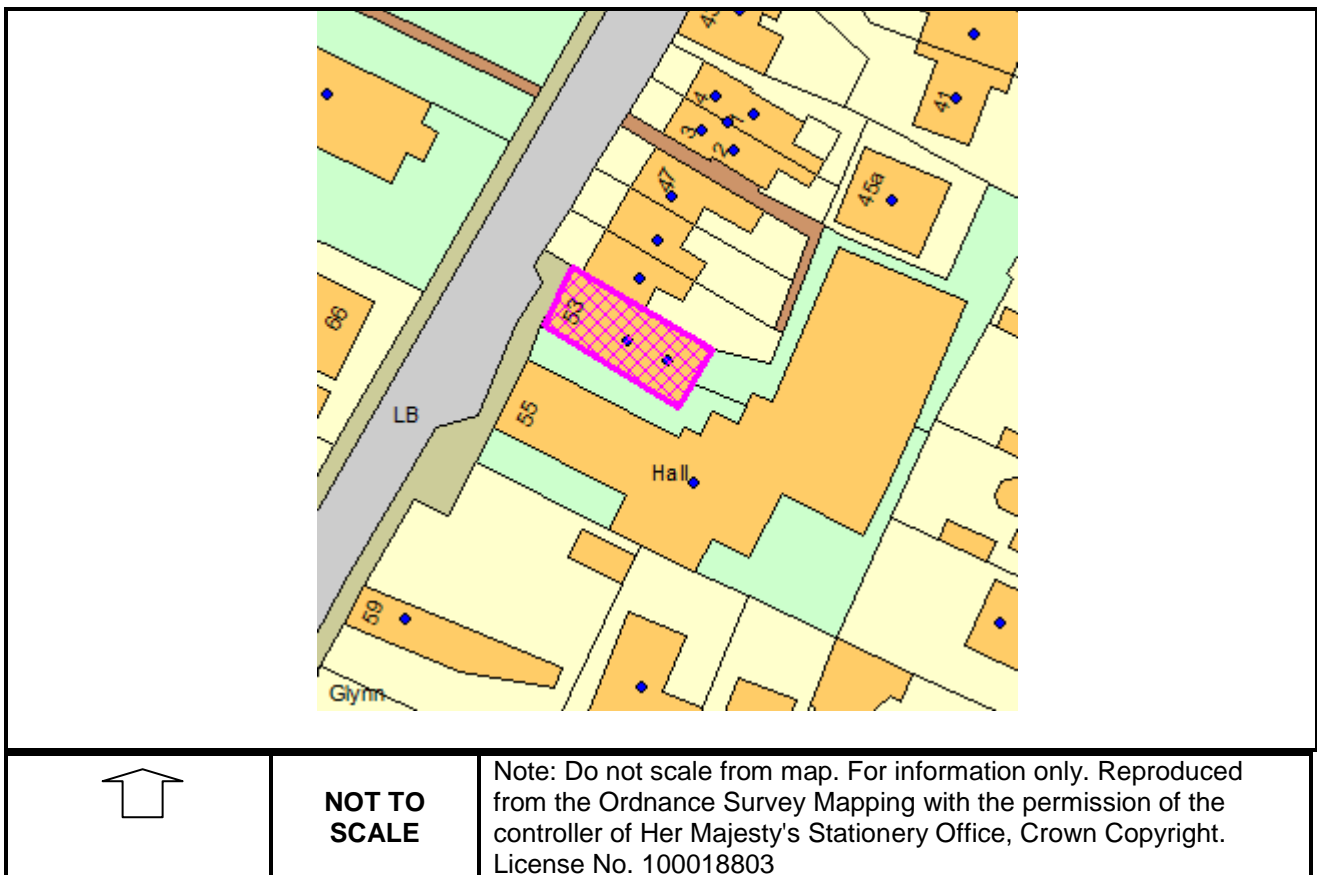 43
4
1
3
2
41
47
45a
53
66
LB
55
Hall
59
Glynn
NOT TO
SCALE
Note: Do not scale from map. For information only. Reproduced
from the Ordnance Survey Mapping with the permission of the
controller of Her Majesty's Stationery Office, Crown Copyright.
License No. 100018803